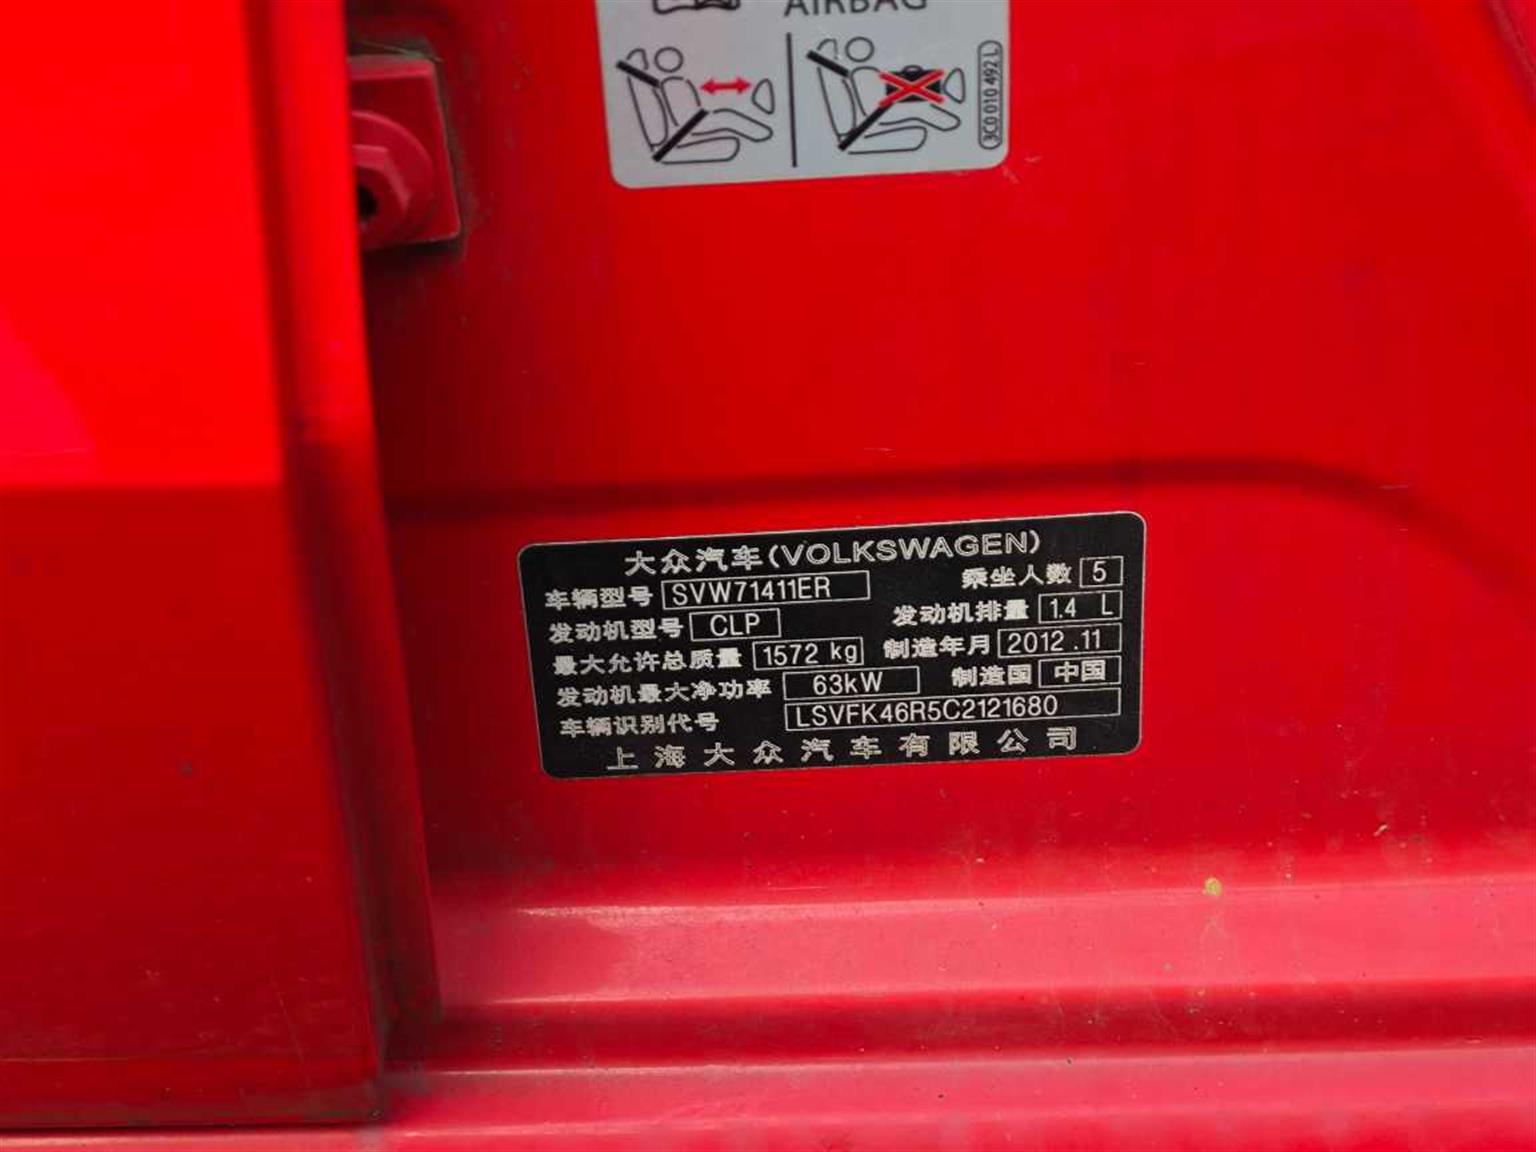 AIRBAG
3C0 010 492 L
大众汽车(VOLKSWAGEN)
车辆型号 SVW71411ER 乘坐人数 5
发动机型号 CLP 发动机排量 1.4 L
最大允许总质量 1572 kg 制造年月 2012.11
发动机最大净功率 63kW 制造国 中国
车辆识别代号 LSVFK46R5C2121680
上海大众汽车有限公司